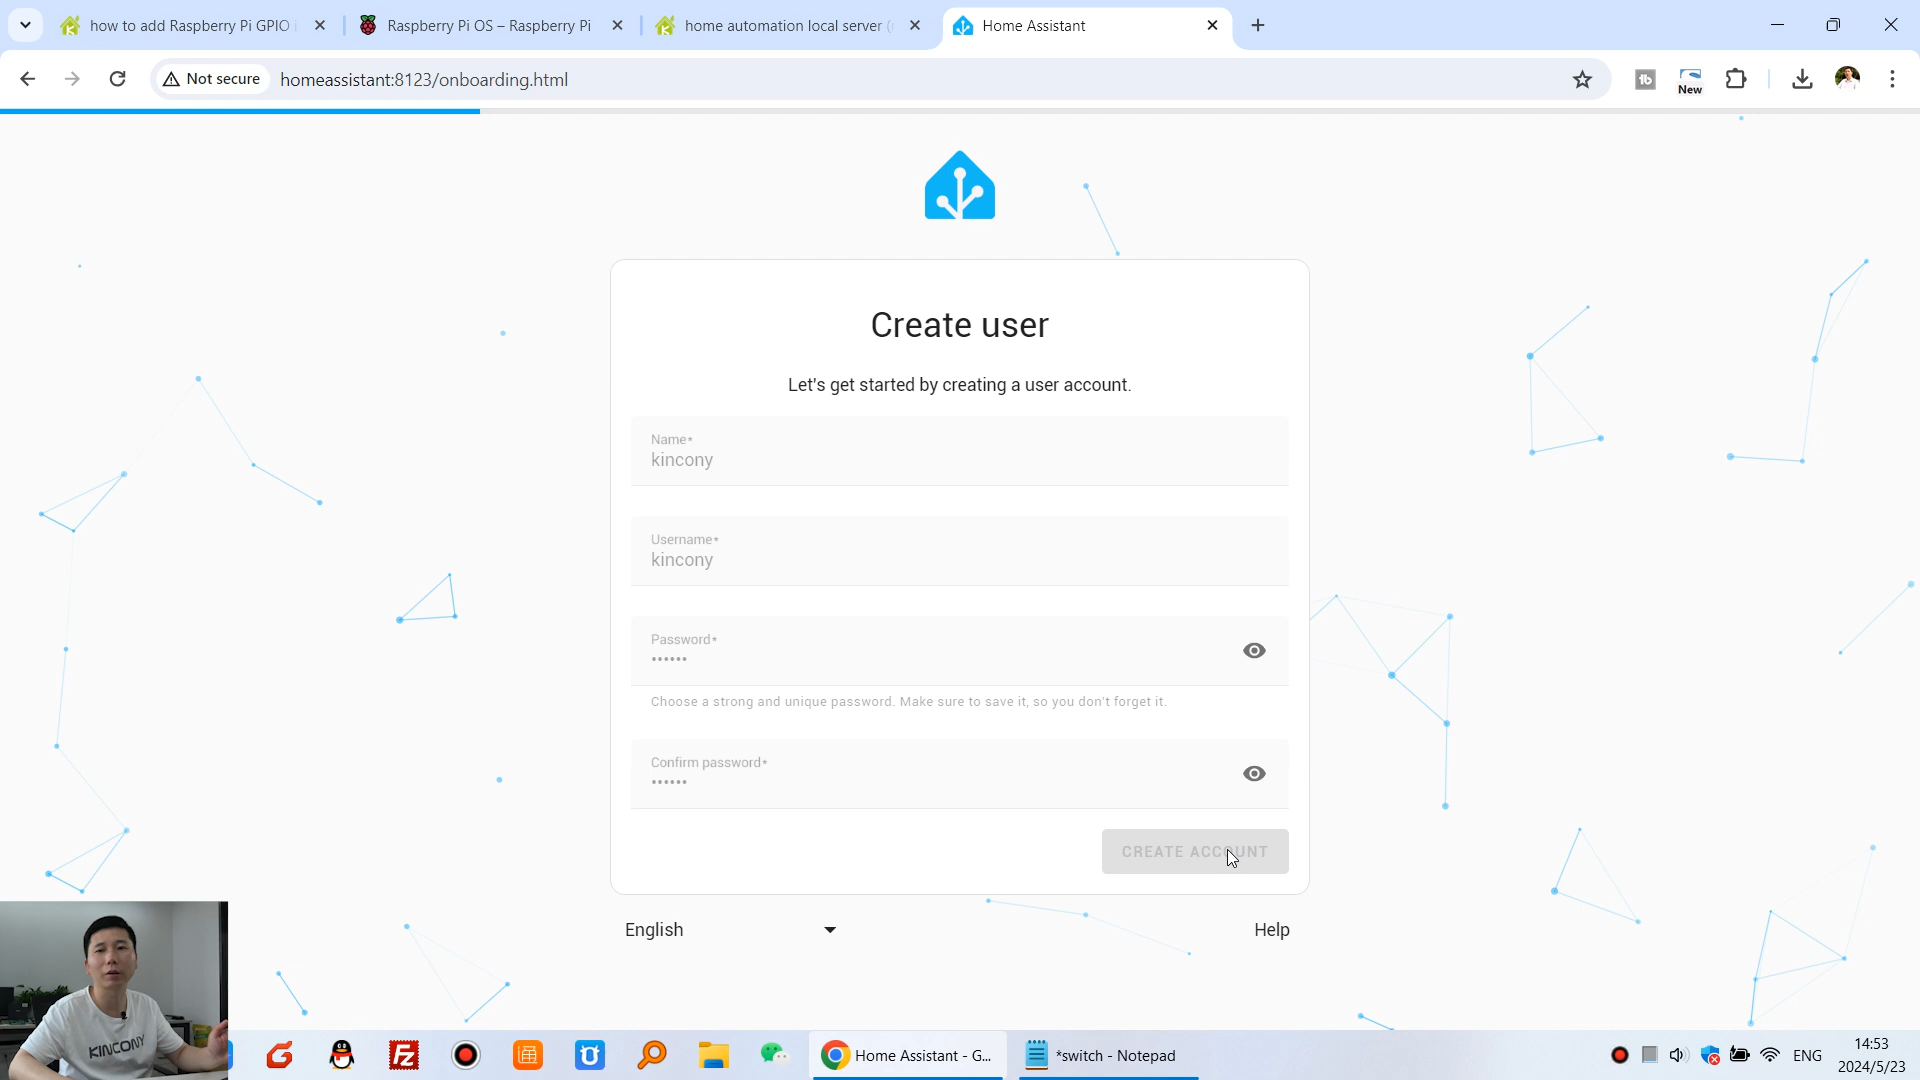 how to add Raspberry Pi GPIO
Raspberry Pi OS – Raspberry Pi
home automation local server (
Home Assistant
Not secure
homeassistant:8123/onboarding.html
New
Create user
Let's get started by creating a user account.
Name*
kincony
Username*
kincony
Password*
••••••
Choose a strong and unique password. Make sure to save it, so you don't forget it.
Confirm password*
••••••
CREATE ACCOUNT
English
Help
KINCONY
Home Assistant - G...
*switch - Notepad
ENG
14:53
2024/5/23